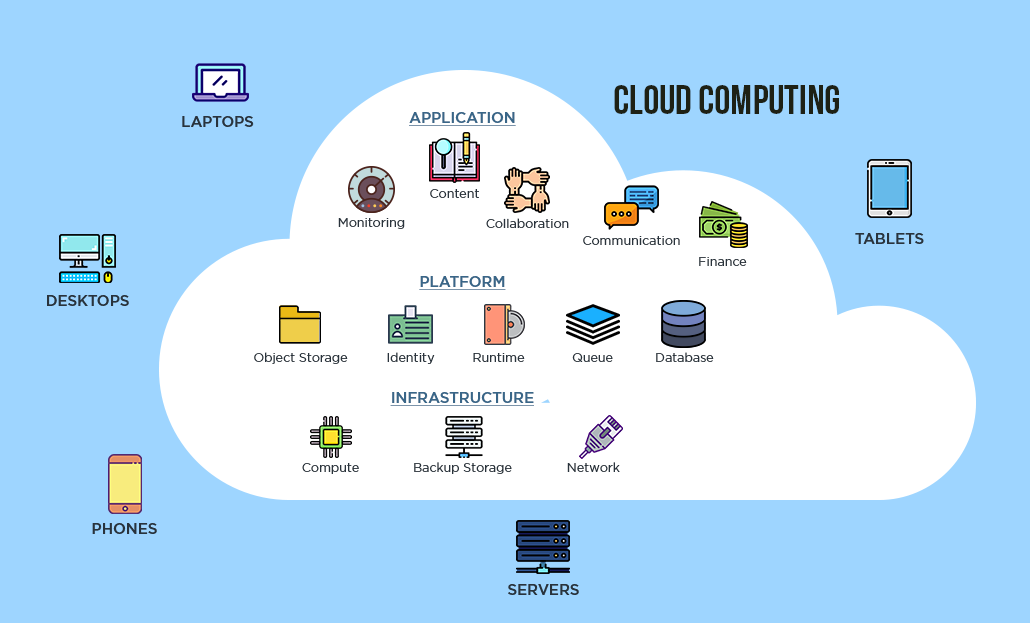 CLOUD COMPUTING
LAPTOPS
APPLICATION
Monitoring
Content
Collaboration
Communication
Finance
TABLETS
DESKTOPS
PLATFORM
Object Storage
Identity
Runtime
Queue
Database
INFRASTRUCTURE
Compute
Backup Storage
Network
PHONES
SERVERS